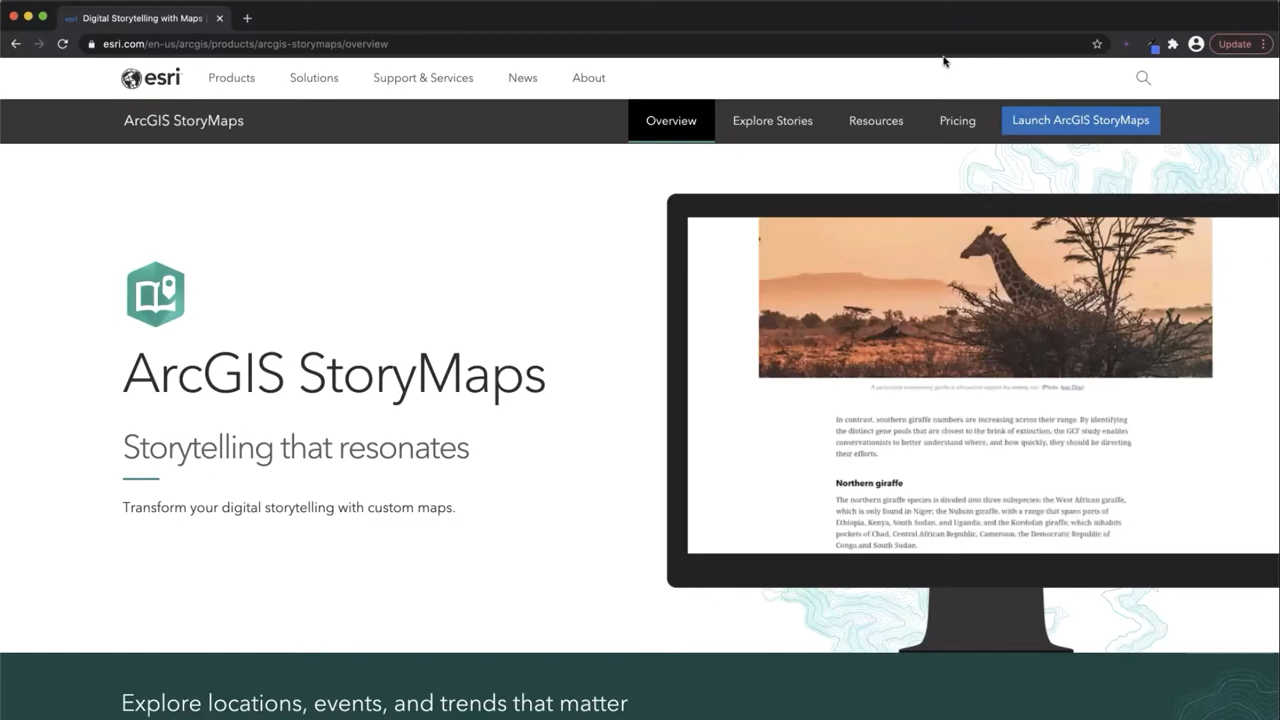 Digital Storytelling with Maps
esri.com/en-us/arcgis/products/arcgis-storymaps/overview
Update
esri
Products
Solutions
Support & Services
News
About
ArcGIS StoryMaps
Overview
Explore Stories
Resources
Pricing
Launch ArcGIS StoryMaps
ArcGIS StoryMaps
Storytelling that resonates
Transform your digital storytelling with custom maps.
In contrast, southern giraffe numbers are increasing across their range. By identifying
the distinct gene pools that are closest to the brink of extinction, the GCF study enables
conservationists to better understand where, and how quickly, they should be directing
their efforts.
Northern giraffe
The northern giraffe species is divided into three subspecies: the West African giraffe,
which is only found in Niger; the Nubian giraffe, with a range that spans parts of
Ethiopia, Kenya, South Sudan, and Uganda; and the Kordofan giraffe, which inhabits
pockets of Chad, Central African Republic, Cameroon, the Democratic Republic of
Congo and South Sudan.
Explore locations, events, and trends that matter